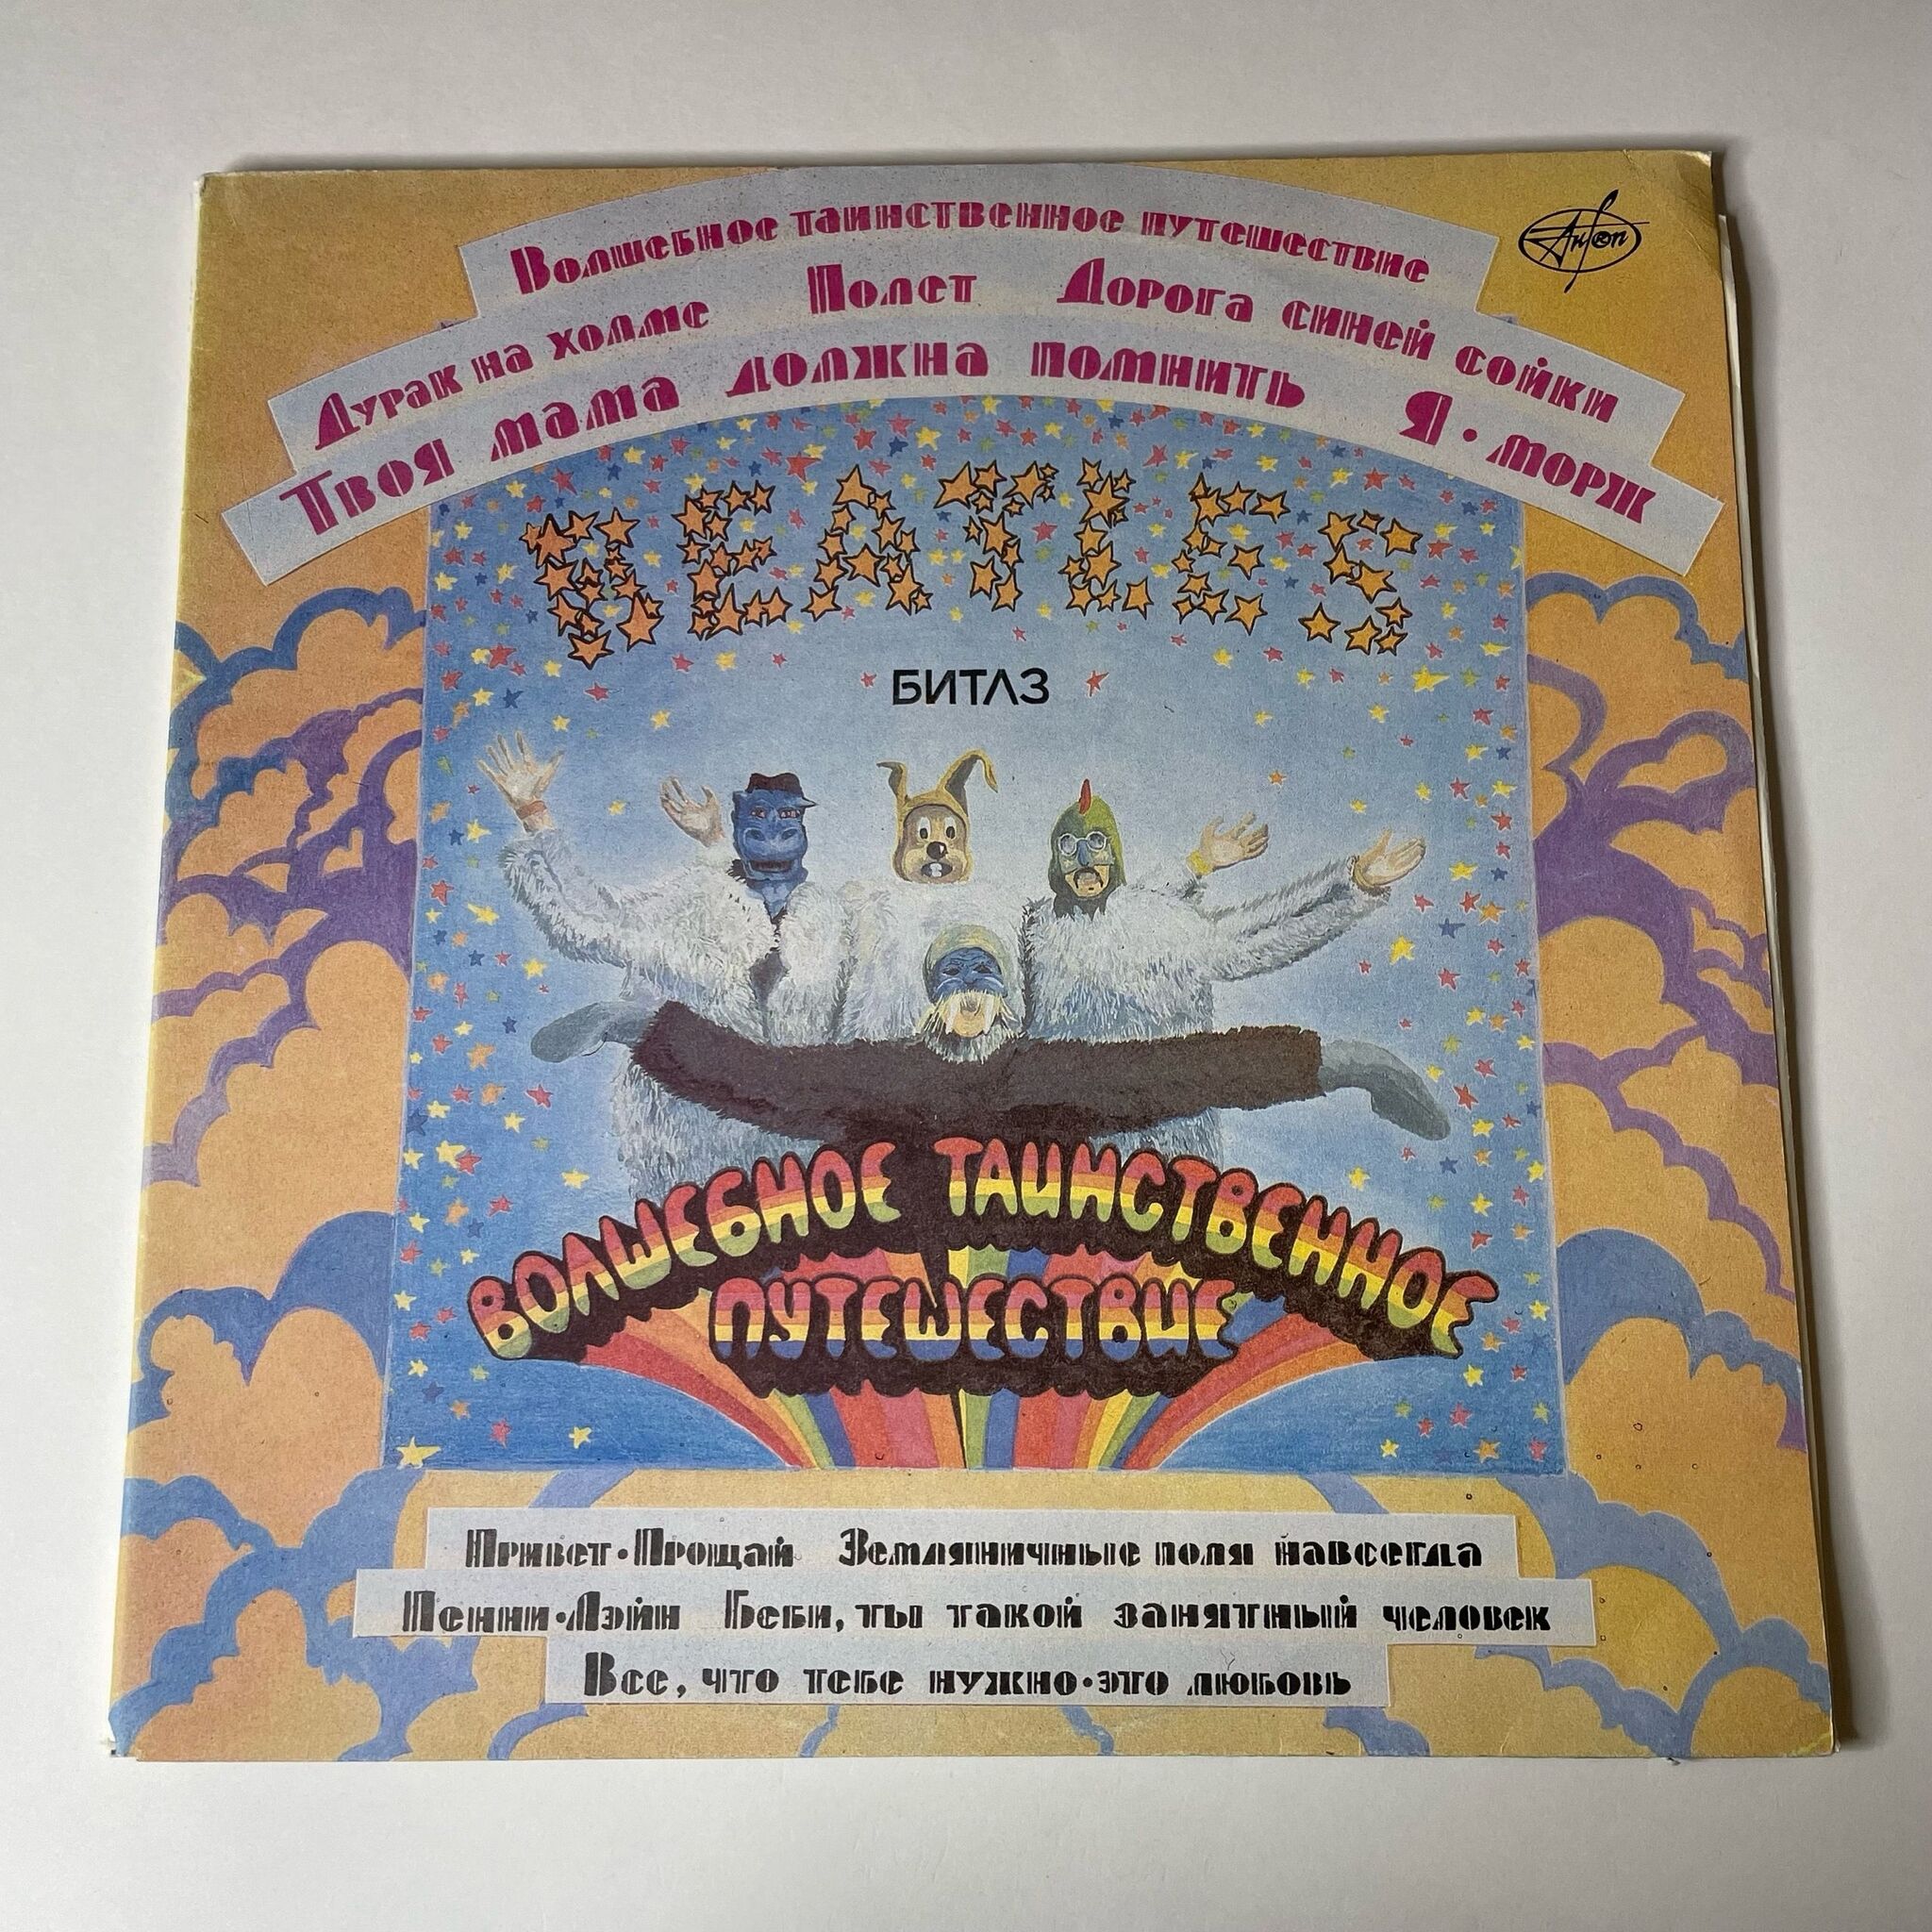 Волшебное таинственное путешествие
Дурак на холме Полет Дорога синей сойки
Твоя мама должна помнить Я·морж
АнТроп
BEATLES
БИТЛЗ
ВОЛШЕБНОЕ ТАИНСТВЕННОЕ
ПУТЕШЕСТВИЕ
Привет·Прощай Земляничные поля навсегда
Пенни·Лэйн Беби, ты такой занятный человек
Все, что тебе нужно·это любовь